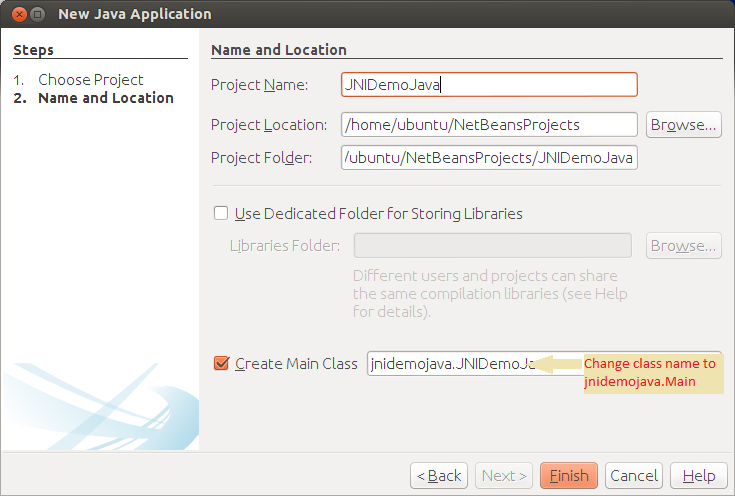 New Java Application
Steps
1. Choose Project
2. Name and Location
Name and Location
Project Name: JNIDemoJava
Project Location: /home/ubuntu/NetBeansProjects Browse...
Project Folder: /ubuntu/NetBeansProjects/JNIDemoJava
Use Dedicated Folder for Storing Libraries
Libraries Folder: Browse...
Different users and projects can share
the same compilation libraries (see Help
for details).
Create Main Class jnidemojava.JNIDemoJa
Change class name to
jnidemojava.Main
< Back Next > Finish Cancel Help